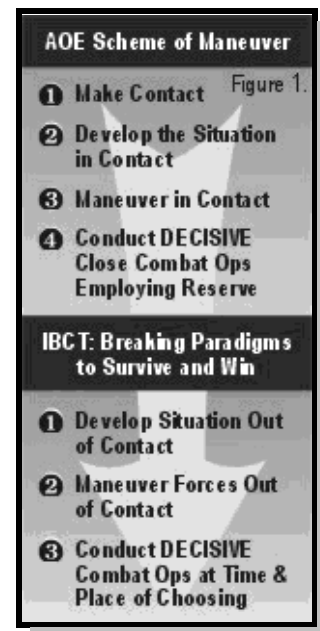 AOE Scheme of Maneuver
Figure 1.
1 Make Contact
2 Develop the Situation
in Contact
3 Maneuver in Contact
4 Conduct DECISIVE
Close Combat Ops
Employing Reserve
IBCT: Breaking Paradigms
to Survive and Win
1 Develop Situation Out
of Contact
2 Maneuver Forces Out
of Contact
3 Conduct DECISIVE
Combat Ops at Time &
Place of Choosing